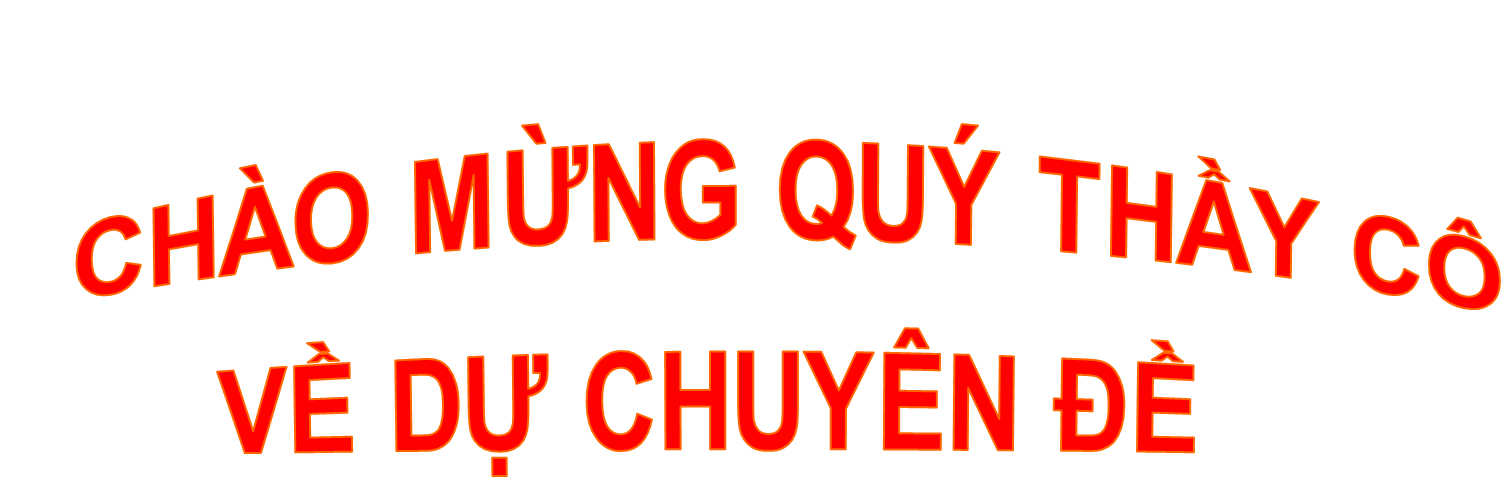 CHÀO MỪNG QUÝ THẦY CÔ
VỀ DỰ CHUYÊN ĐỀ